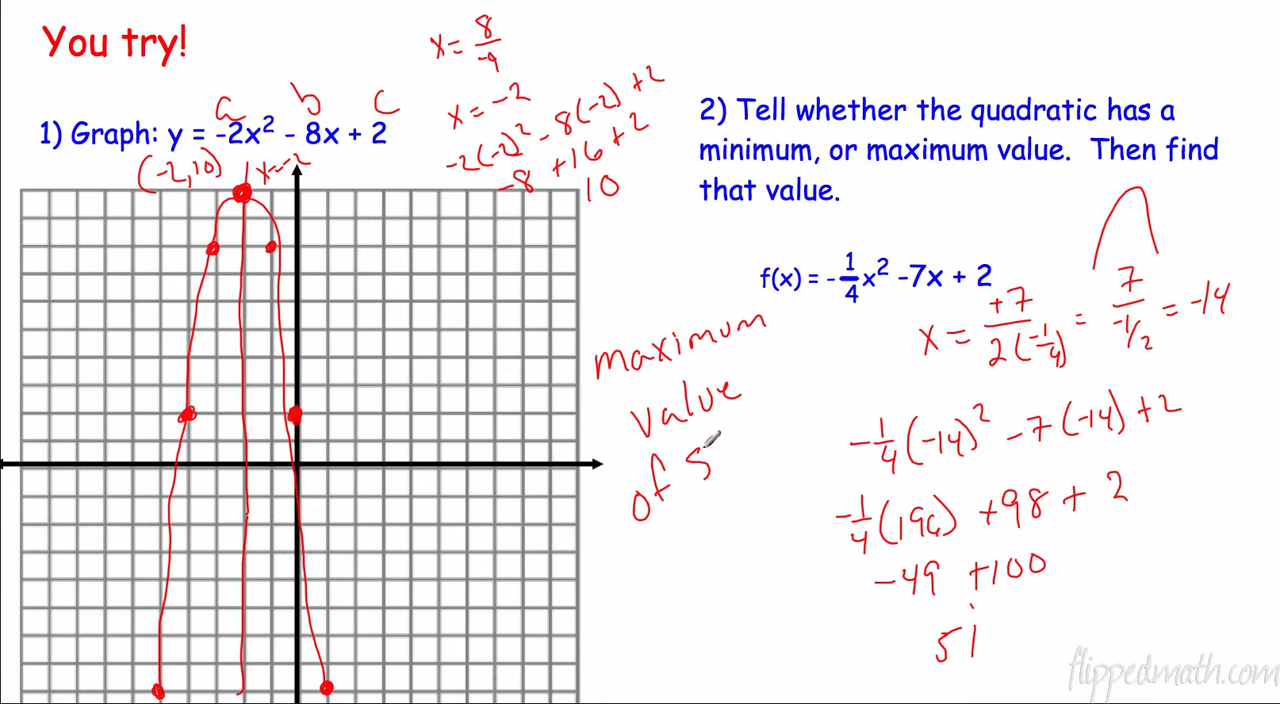 You try!
1) Graph: y = -2x² - 8x + 2
a b c
(-2,10) x=-2
x = 8/-4
x = -2
-2(-2)² - 8(-2) + 2
-8 + 16 + 2
10
2) Tell whether the quadratic has a
minimum, or maximum value. Then find
that value.
f(x) = -1/4x² -7x + 2
x = +7/2(-1/4) = 7/-1/2 = -14
maximum
value
of 5
-1/4(-14)² - 7(-14) + 2
-1/4(196) + 98 + 2
-49 + 100
51
flippedmath.com